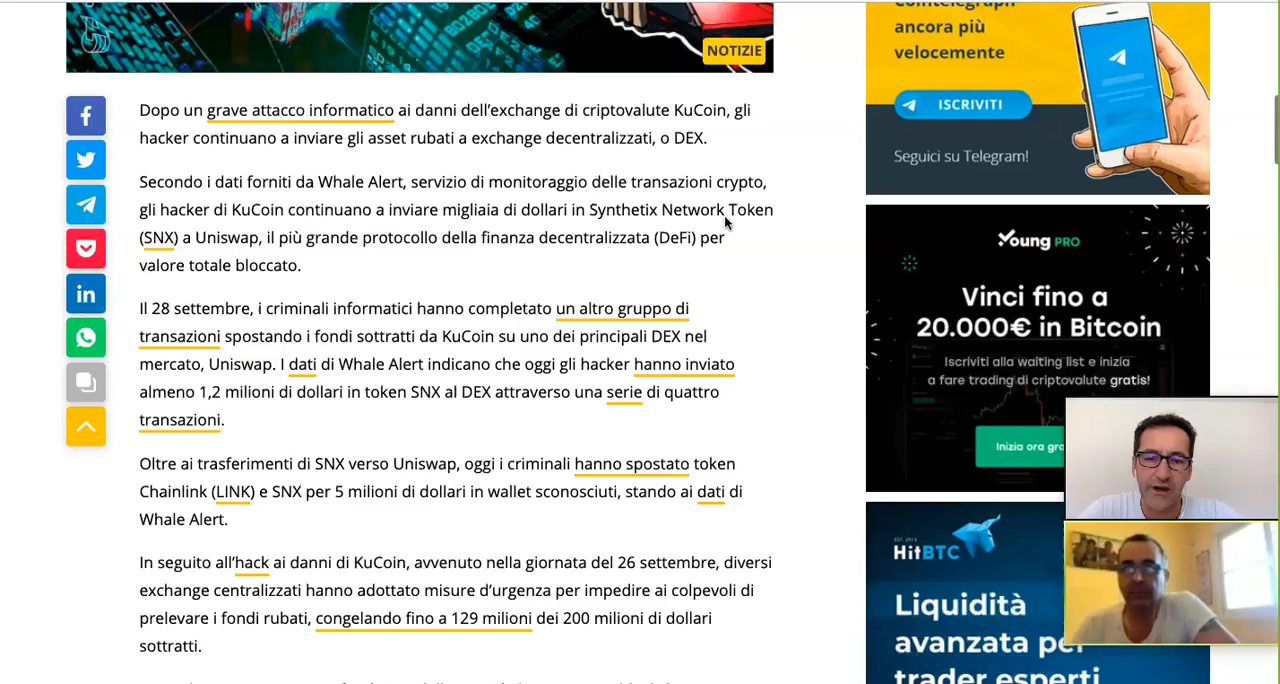 NOTIZIE
Dopo un grave attacco informatico ai danni dell’exchange di criptovalute KuCoin, gli
hacker continuano a inviare gli asset rubati a exchange decentralizzati, o DEX.
Secondo i dati forniti da Whale Alert, servizio di monitoraggio delle transazioni crypto,
gli hacker di KuCoin continuano a inviare migliaia di dollari in Synthetix Network Token
(SNX) a Uniswap, il più grande protocollo della finanza decentralizzata (DeFi) per
valore totale bloccato.
Il 28 settembre, i criminali informatici hanno completato un altro gruppo di
transazioni spostando i fondi sottratti da KuCoin su uno dei principali DEX nel
mercato, Uniswap. I dati di Whale Alert indicano che oggi gli hacker hanno inviato
almeno 1,2 milioni di dollari in token SNX al DEX attraverso una serie di quattro
transazioni.
Oltre ai trasferimenti di SNX verso Uniswap, oggi i criminali hanno spostato token
Chainlink (LINK) e SNX per 5 milioni di dollari in wallet sconosciuti, stando ai dati di
Whale Alert.
In seguito all’hack ai danni di KuCoin, avvenuto nella giornata del 26 settembre, diversi
exchange centralizzati hanno adottato misure d’urgenza per impedire ai colpevoli di
prelevare i fondi rubati, congelando fino a 129 milioni dei 200 milioni di dollari
sottratti.
Cointelegraph
ancora più
velocemente
ISCRIVITI
Seguici su Telegram!
Young PRO
Vinci fino a
20.000€ in Bitcoin
Iscriviti alla waiting list e inizia
a fare trading di criptovalute gratis!
Inizia ora gra
HitBTC
Liquidità
avanzata per
trader esperti